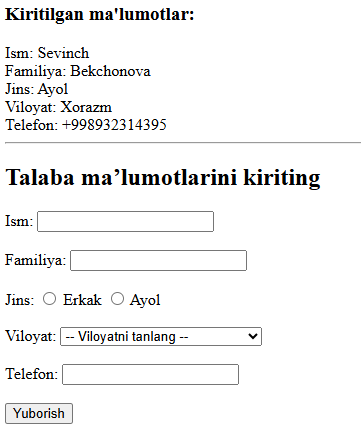 Kiritilgan ma'lumotlar:
Ism: Sevinch
Familiya: Bekchonova
Jins: Ayol
Viloyat: Xorazm
Telefon: +998932314395
Talaba ma’lumotlarini kiriting
Ism:
Familiya:
Jins: Erkak Ayol
Viloyat: -- Viloyatni tanlang --
Telefon:
Yuborish